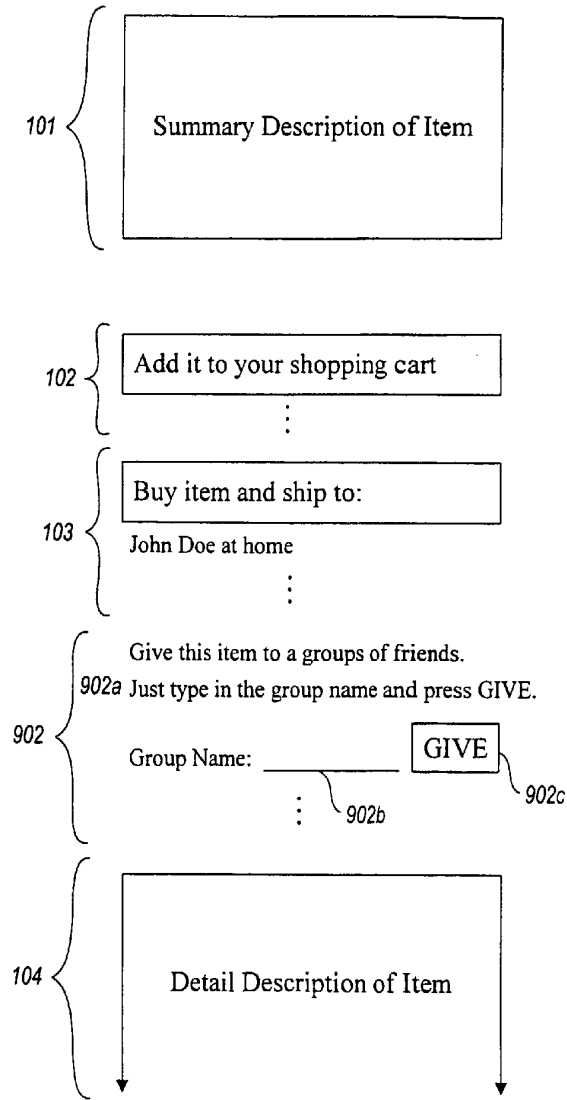 101
Summary Description of Item
102
Add it to your shopping cart
103
Buy item and ship to:
John Doe at home
902
Give this item to a groups of friends.
902a Just type in the group name and press GIVE.
Group Name: GIVE
902b
902c
104
Detail Description of Item